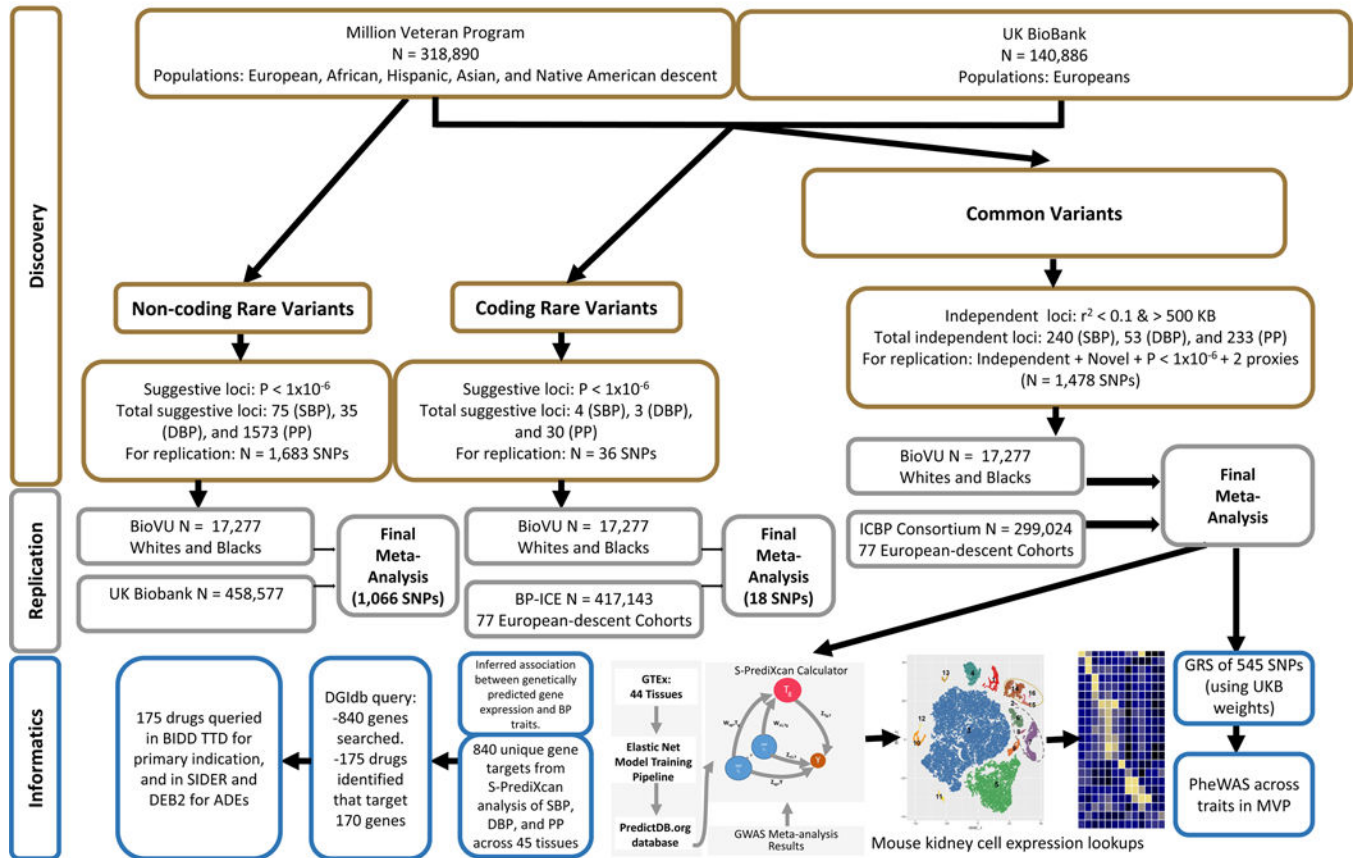 Million Veteran Program
N = 318,890
Populations: European, African, Hispanic, Asian, and Native American descent
UK BioBank
N = 140,886
Populations: Europeans
Discovery
Common Variants
Non-coding Rare Variants
Coding Rare Variants
Independent loci: r² < 0.1 & > 500 KB
Total independent loci: 240 (SBP), 53 (DBP), and 233 (PP)
For replication: Independent + Novel + P < 1x10⁻⁶ + 2 proxies
(N = 1,478 SNPs)
Suggestive loci: P < 1x10⁻⁶
Total suggestive loci: 75 (SBP), 35
(DBP), and 1573 (PP)
For replication: N = 1,683 SNPs
Suggestive loci: P < 1x10⁻⁶
Total suggestive loci: 4 (SBP), 3 (DBP),
and 30 (PP)
For replication: N = 36 SNPs
Replication
BioVU N = 17,277
Whites and Blacks
UK Biobank N = 458,577
Final
Meta-
Analysis
(1,066 SNPs)
BioVU N = 17,277
Whites and Blacks
BP-ICE N = 417,143
77 European-descent Cohorts
Final
Meta-
Analysis
(18 SNPs)
BioVU N = 17,277
Whites and Blacks
ICBP Consortium N = 299,024
77 European-descent Cohorts
Final
Meta-
Analysis
Informatics
175 drugs queried
in BIDD TTD for
primary indication,
and in SIDER and
DEB2 for ADEs
DGIdb query:
-840 genes
searched.
-175 drugs
identified
that target
170 genes
Inferred association
between genetically
predicted gene
expression and BP
traits.
840 unique gene
targets from
S-PrediXcan
analysis of SBP,
DBP, and PP
across 45 tissues
GTEx:
44 Tissues
Elastic Net
Model Training
Pipeline
PredictDB.org
database
S-PrediXcan Calculator
GWAS Meta-analysis
Results
Mouse kidney cell expression lookups
GRS of 545 SNPs
(using UKB
weights)
PheWAS across
traits in MVP